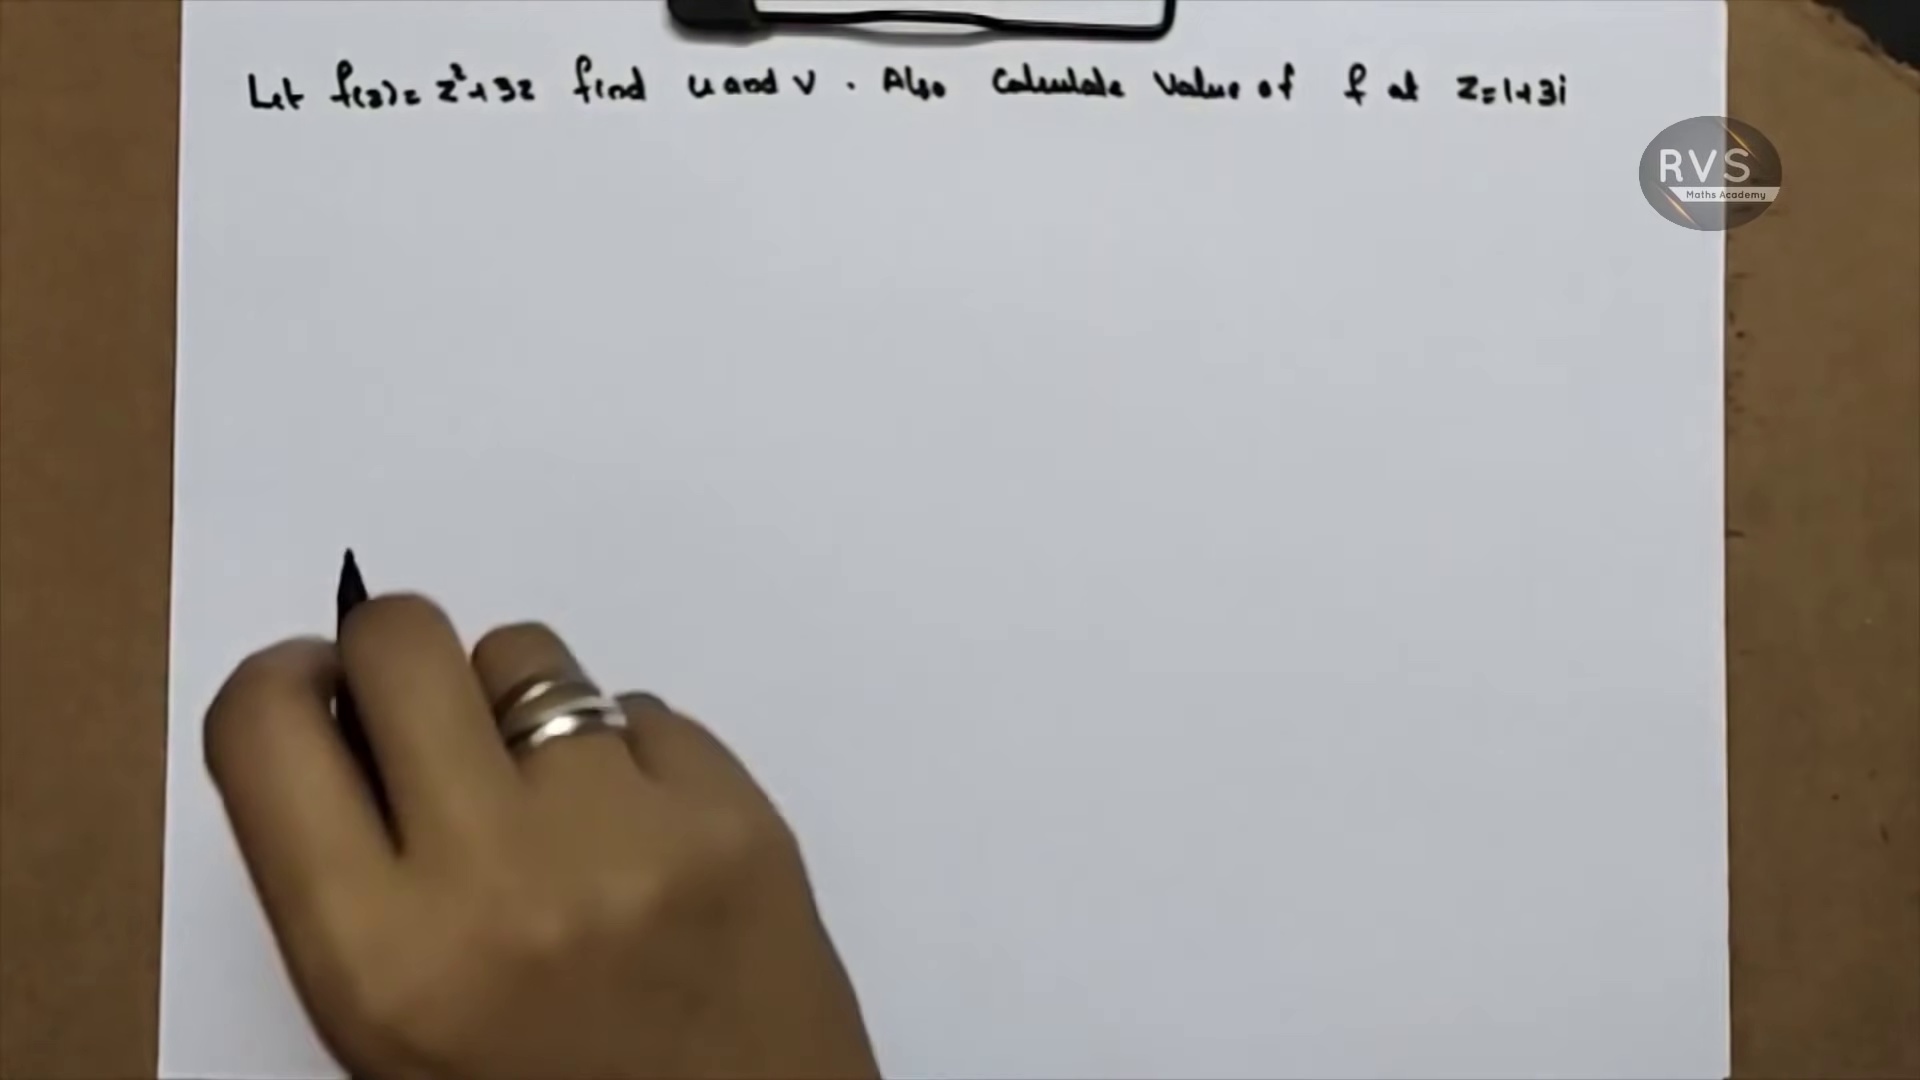 Let f(z) = z²+3z find u and v . Also Calculate Value of f at z=1+3i
RVS
Maths Academy